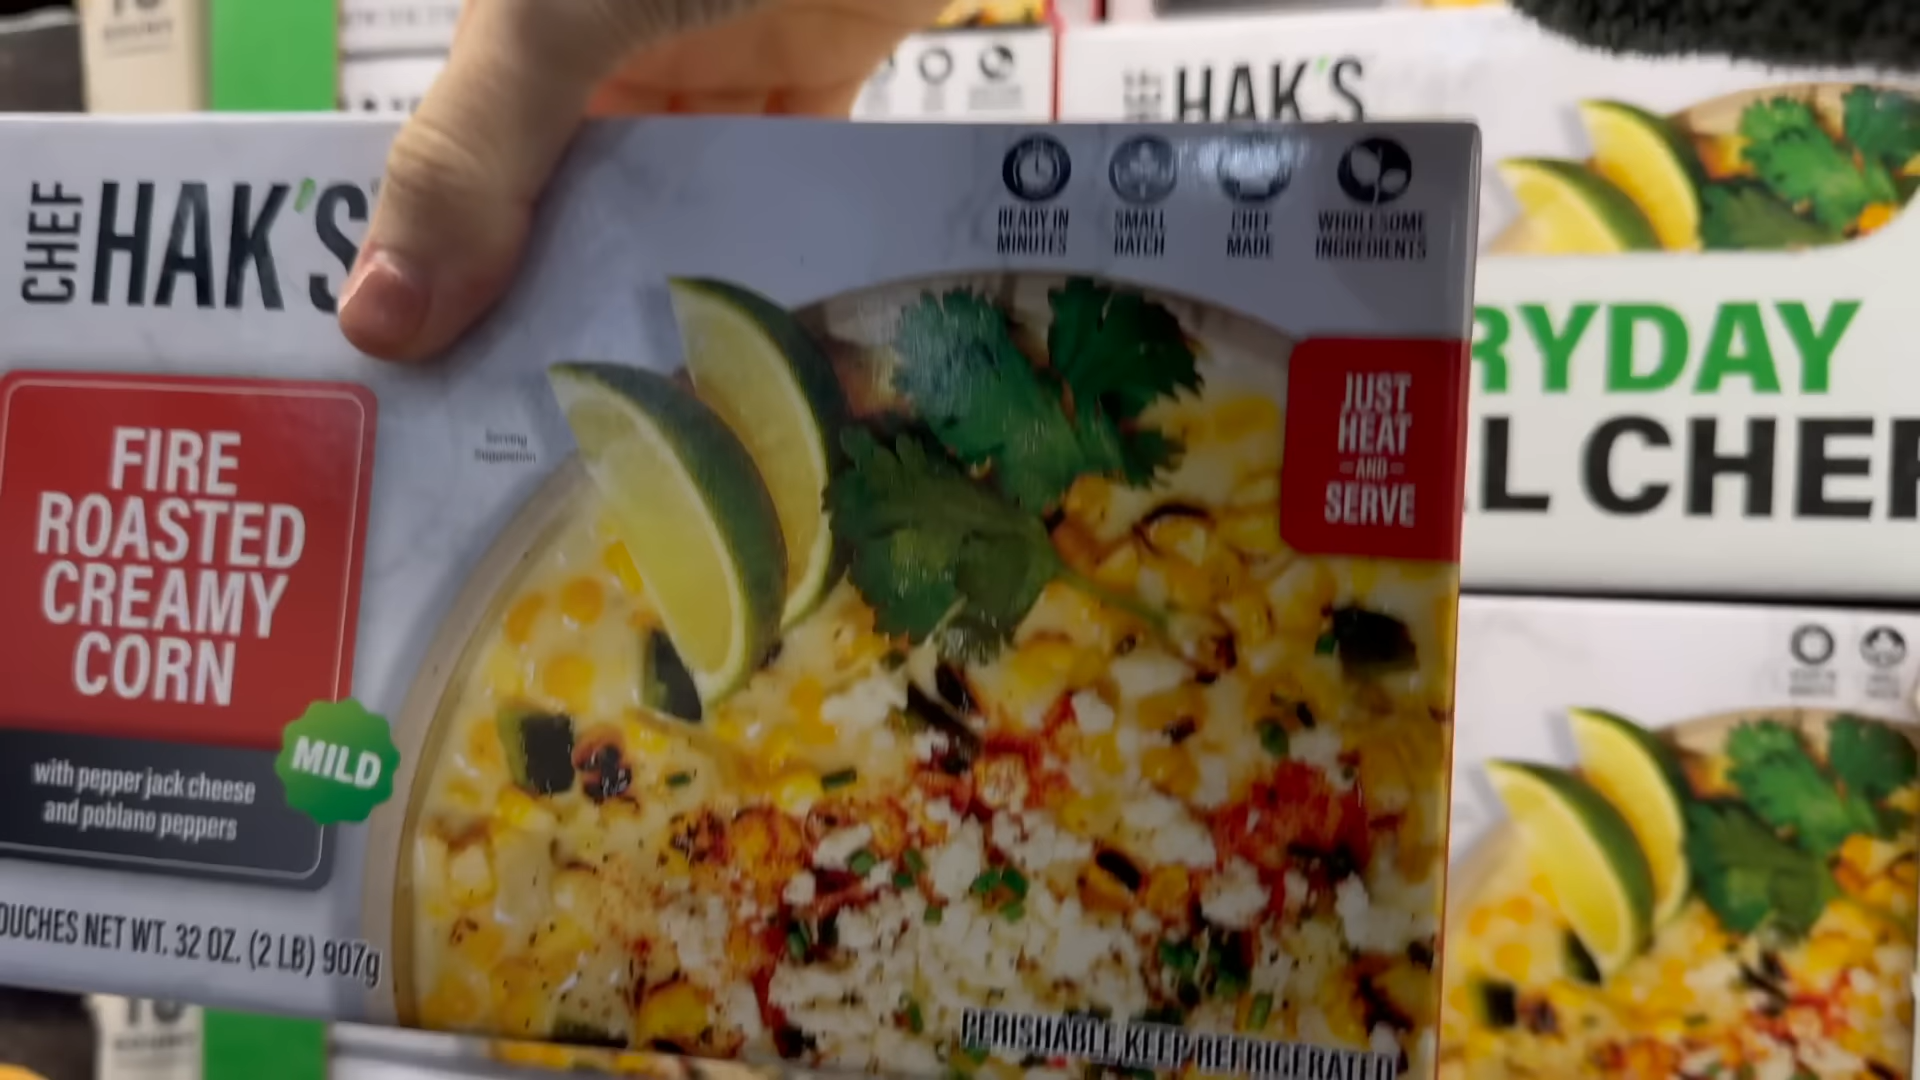 HAK'S
CHEF
HAK'S
READY IN
MINUTES
SMALL
BATCH
CHEF
MADE
WHOLESOME
INGREDIENTS
JUST
HEAT
AND
SERVE
RYDAY
L CHEF
Serving
Suggestion
FIRE
ROASTED
CREAMY
CORN
MILD
with pepper jack cheese
and poblano peppers
OUCHES NET WT. 32 OZ. (2 LB) 907g
PERISHABLE, KEEP REFRIGERATED